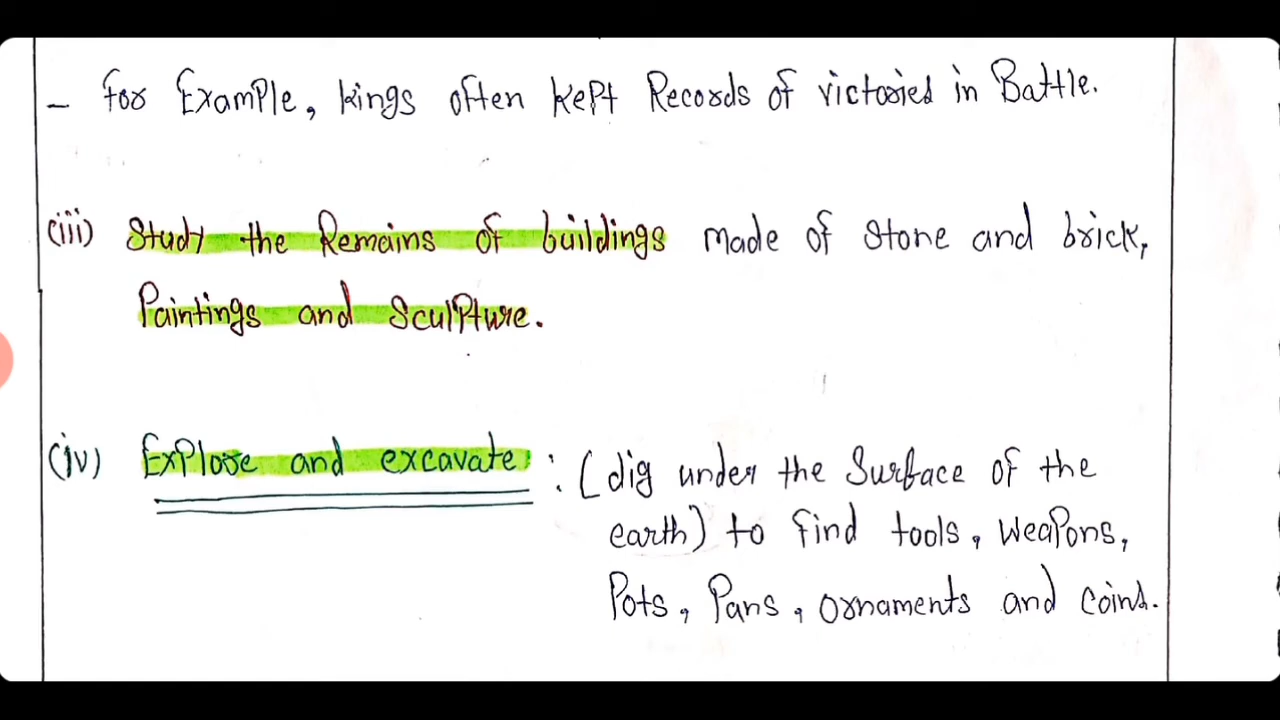 - For Example, kings often kept Records of victories in Battle.
(iii) Study the Remains of buildings made of stone and brick,
Paintings and Sculpture.
(iv) Explore and excavate : (dig under the Surface of the
earth) to find tools, weapons,
Pots, Pans, ornaments and coins.